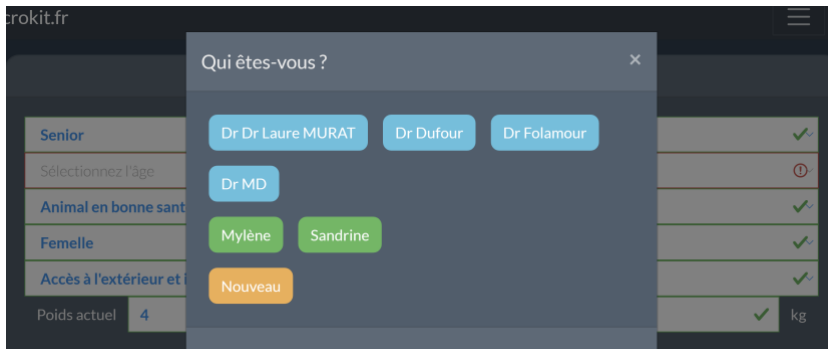 crokit.fr
Qui êtes-vous ?
×
Dr Dr Laure MURAT Dr Dufour Dr Folamour
Dr MD
Mylène Sandrine
Nouveau
Senior
Sélectionnez l'âge
Animal en bonne sant
Femelle
Accès à l'extérieur et i
Poids actuel 4 kg